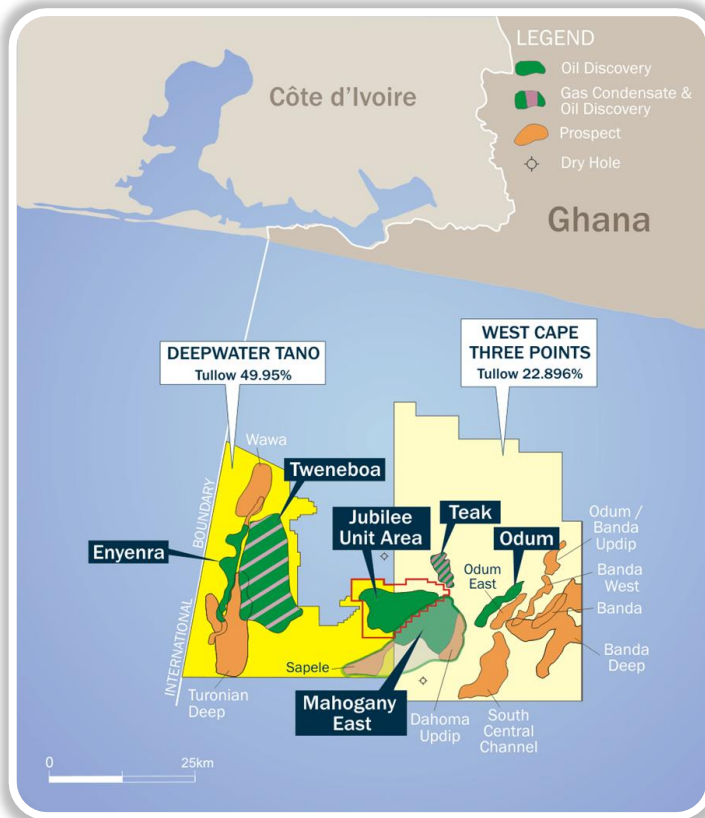 LEGEND
Oil Discovery
Gas Condensate &
Oil Discovery
Prospect
Dry Hole
Côte d'Ivoire
Ghana
DEEPWATER TANO
Tullow 49.95%
WEST CAPE
THREE POINTS
Tullow 22.896%
Wawa
Tweneboa
Enyenra
Jubilee
Unit Area
Teak
Odum
Odum /
Banda
Updip
Odum
East
Banda
West
Banda
Banda
Deep
INTERNATIONAL
BOUNDARY
Sapele
Turonian
Deep
Mahogany
East
Dahoma
Updip
South
Central
Channel
0
25km